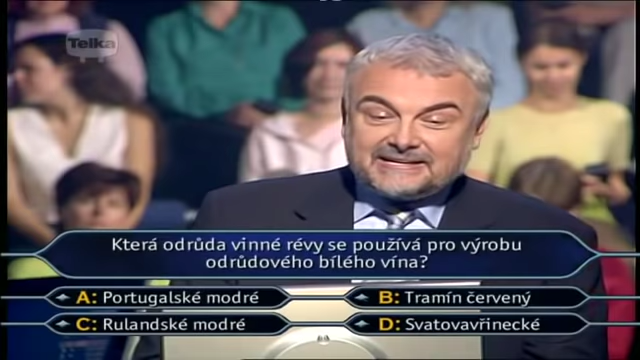 Telka
Která odrůda vinné révy se používá pro výrobu
odrůdového bílého vína?
A: Portugalské modré
B: Tramín červený
C: Rulandské modré
D: Svatovavřinecké